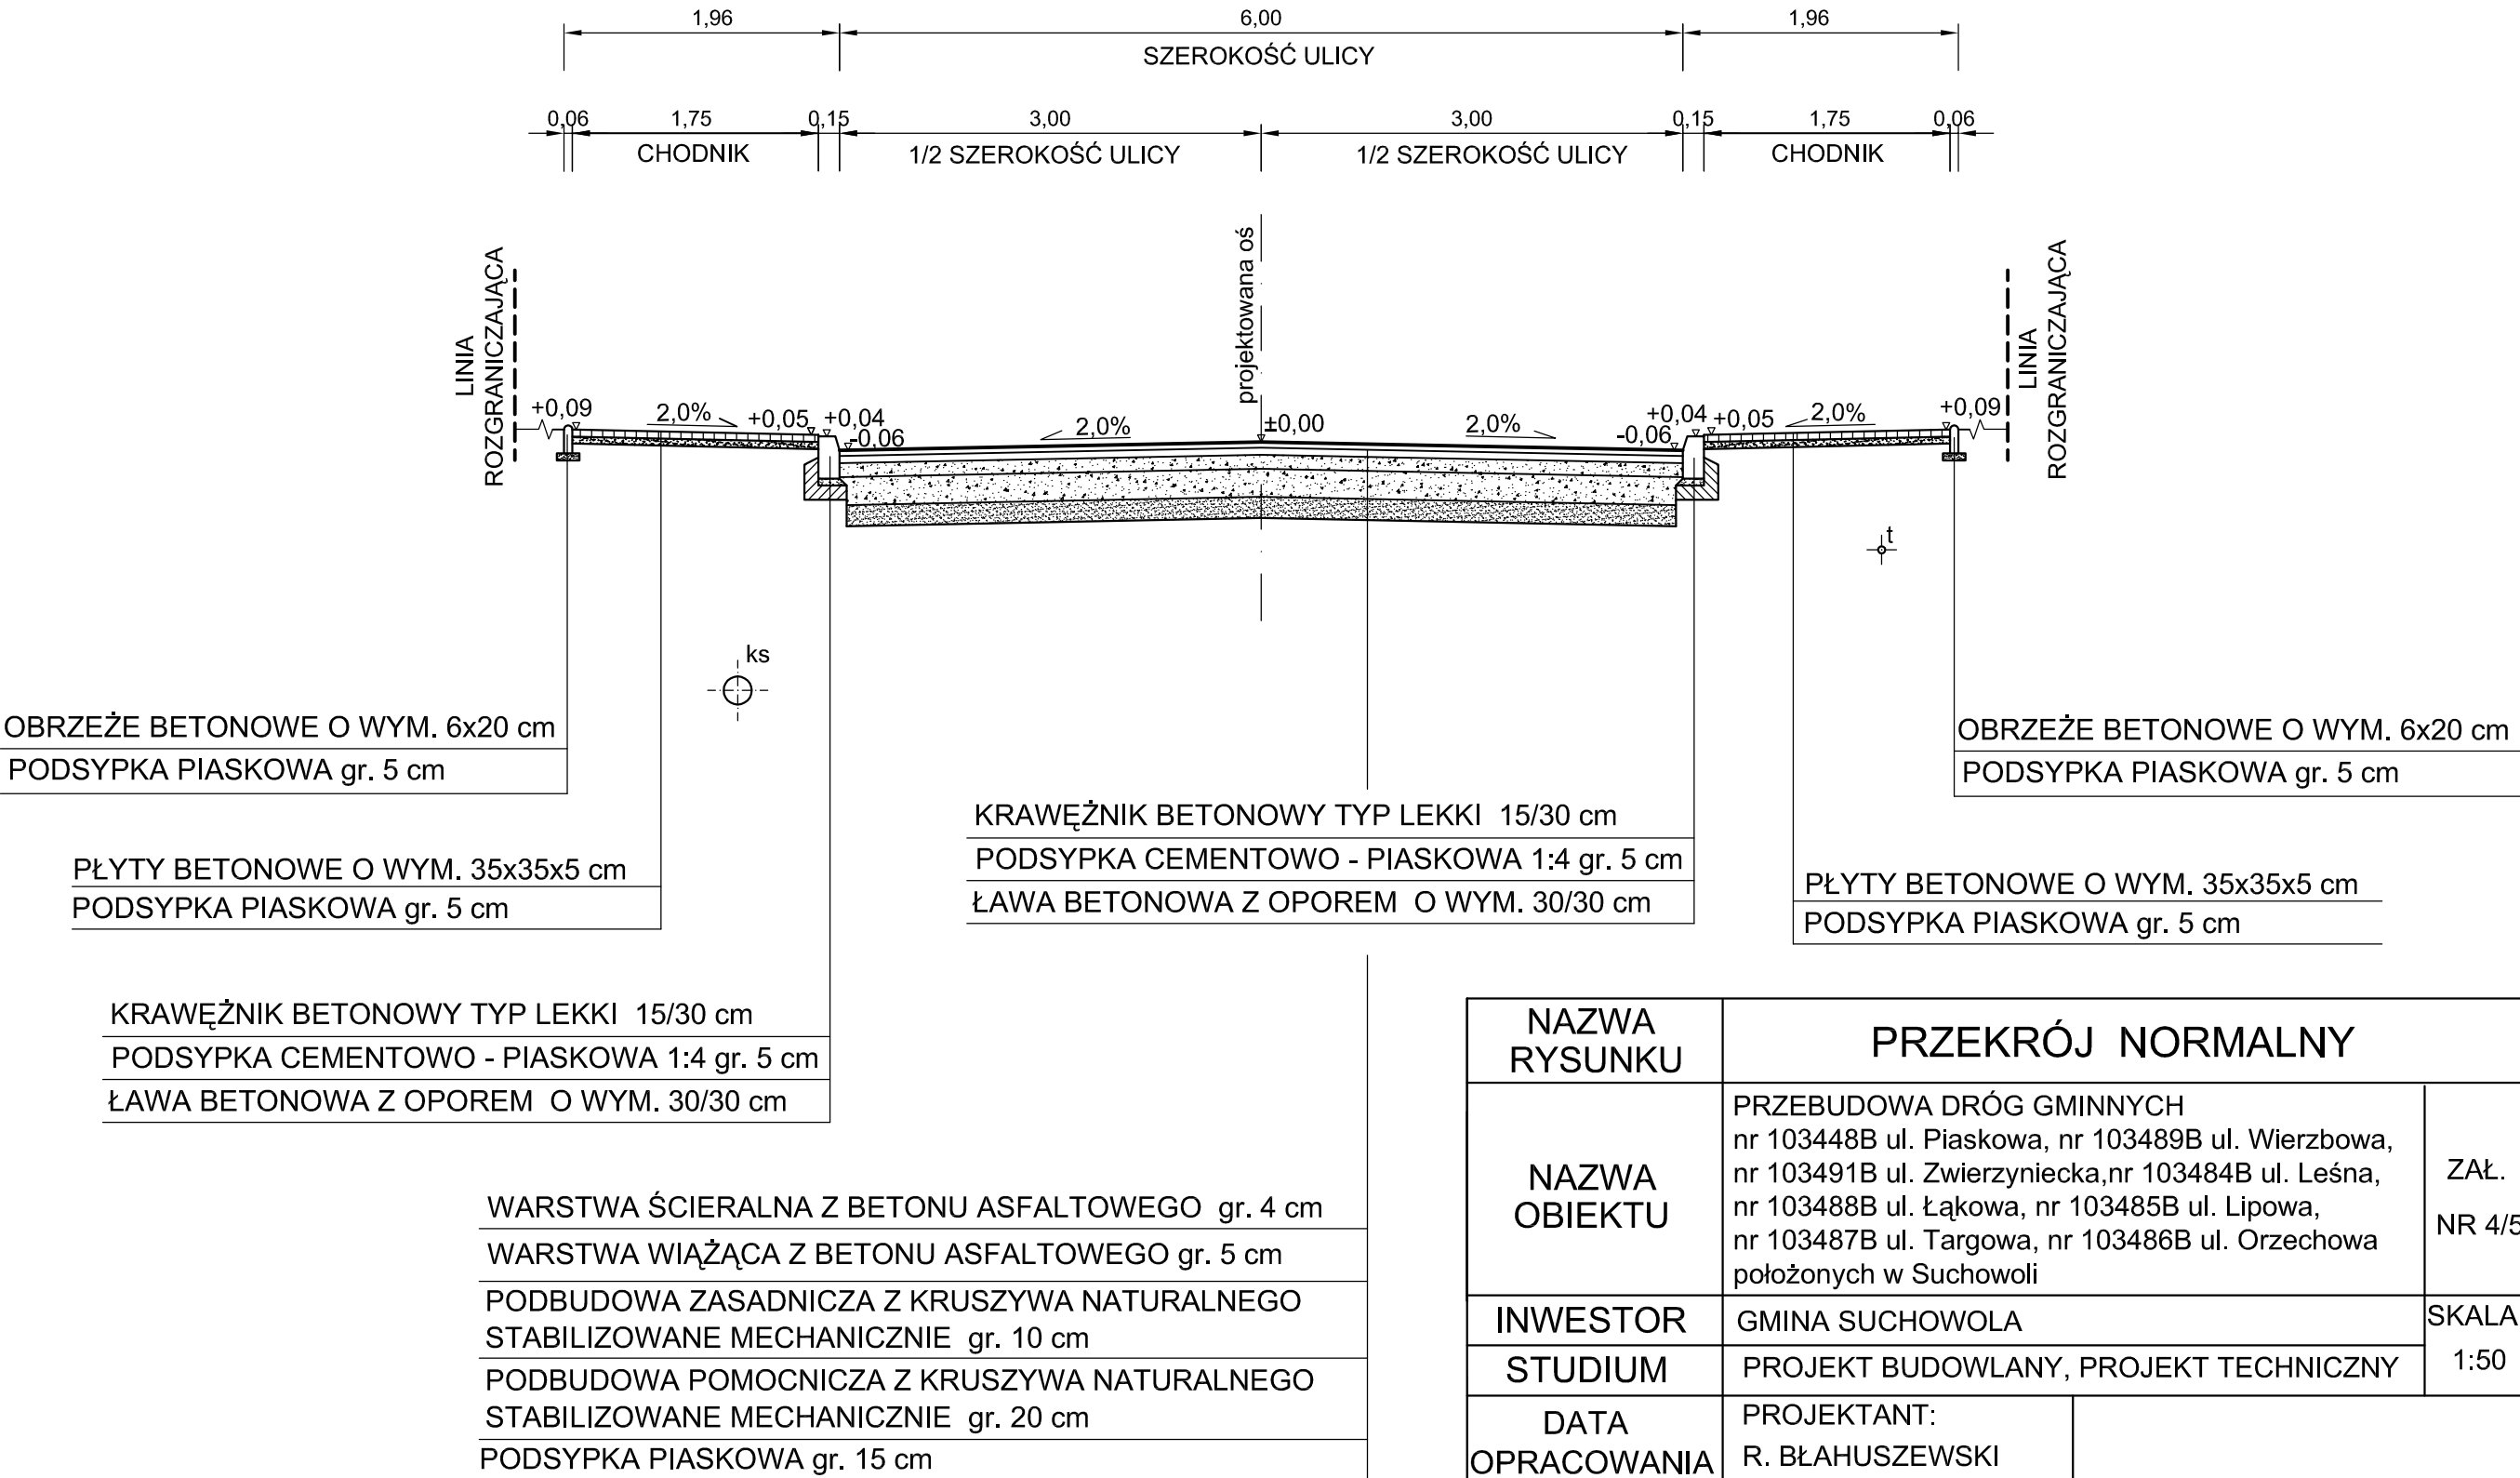 1,96 6,00 1,96
SZEROKOŚĆ ULICY
0,06 1,75 0,15 3,00 3,00 0,15 1,75 0,06
CHODNIK 1/2 SZEROKOŚĆ ULICY 1/2 SZEROKOŚĆ ULICY CHODNIK
LINIA
ROZGRANICZAJĄCA
projektowana oś
LINIA
ROZGRANICZAJĄCA
+0,09 2,0% +0,05 +0,04 -0,06 2,0% ±0,00 2,0% -0,06 +0,04 +0,05 2,0% +0,09
t
ks
OBRZEŻE BETONOWE O WYM. 6x20 cm
PODSYPKA PIASKOWA gr. 5 cm
OBRZEŻE BETONOWE O WYM. 6x20 cm
PODSYPKA PIASKOWA gr. 5 cm
KRAWĘŻNIK BETONOWY TYP LEKKI 15/30 cm
PODSYPKA CEMENTOWO - PIASKOWA 1:4 gr. 5 cm
ŁAWA BETONOWA Z OPOREM O WYM. 30/30 cm
PŁYTY BETONOWE O WYM. 35x35x5 cm
PODSYPKA PIASKOWA gr. 5 cm
PŁYTY BETONOWE O WYM. 35x35x5 cm
PODSYPKA PIASKOWA gr. 5 cm
KRAWĘŻNIK BETONOWY TYP LEKKI 15/30 cm
PODSYPKA CEMENTOWO - PIASKOWA 1:4 gr. 5 cm
ŁAWA BETONOWA Z OPOREM O WYM. 30/30 cm
WARSTWA ŚCIERALNA Z BETONU ASFALTOWEGO gr. 4 cm
WARSTWA WIĄŻĄCA Z BETONU ASFALTOWEGO gr. 5 cm
PODBUDOWA ZASADNICZA Z KRUSZYWA NATURALNEGO
STABILIZOWANE MECHANICZNIE gr. 10 cm
PODBUDOWA POMOCNICZA Z KRUSZYWA NATURALNEGO
STABILIZOWANE MECHANICZNIE gr. 20 cm
PODSYPKA PIASKOWA gr. 15 cm
NAZWA
RYSUNKU
PRZEKRÓJ NORMALNY
NAZWA
OBIEKTU
PRZEBUDOWA DRÓG GMINNYCH
nr 103448B ul. Piaskowa, nr 103489B ul. Wierzbowa,
nr 103491B ul. Zwierzyniecka,nr 103484B ul. Leśna,
nr 103488B ul. Łąkowa, nr 103485B ul. Lipowa,
nr 103487B ul. Targowa, nr 103486B ul. Orzechowa
położonych w Suchowoli
ZAŁ.
NR 4/5
INWESTOR
GMINA SUCHOWOLA
SKALA
1:50
STUDIUM
PROJEKT BUDOWLANY, PROJEKT TECHNICZNY
DATA
OPRACOWANIA
PROJEKTANT:
R. BŁAHUSZEWSKI